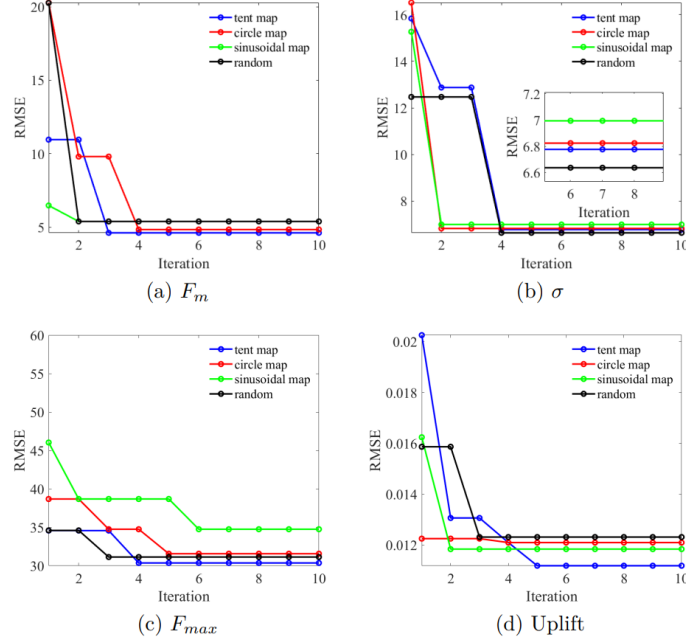 20
15
10
5
2
4
6
8
10
RMSE
Iteration
tent map
circle map
sinusoidal map
random
(a) F_m
16
14
12
10
8
2
4
6
8
10
RMSE
Iteration
tent map
circle map
sinusoidal map
random
7.2
7
6.8
6.6
6
7
8
RMSE
Iteration
(b) σ
60
55
50
45
40
35
30
2
4
6
8
10
RMSE
Iteration
tent map
circle map
sinusoidal map
random
(c) F_max
0.02
0.018
0.016
0.014
0.012
2
4
6
8
10
RMSE
Iteration
tent map
circle map
sinusoidal map
random
(d) Uplift